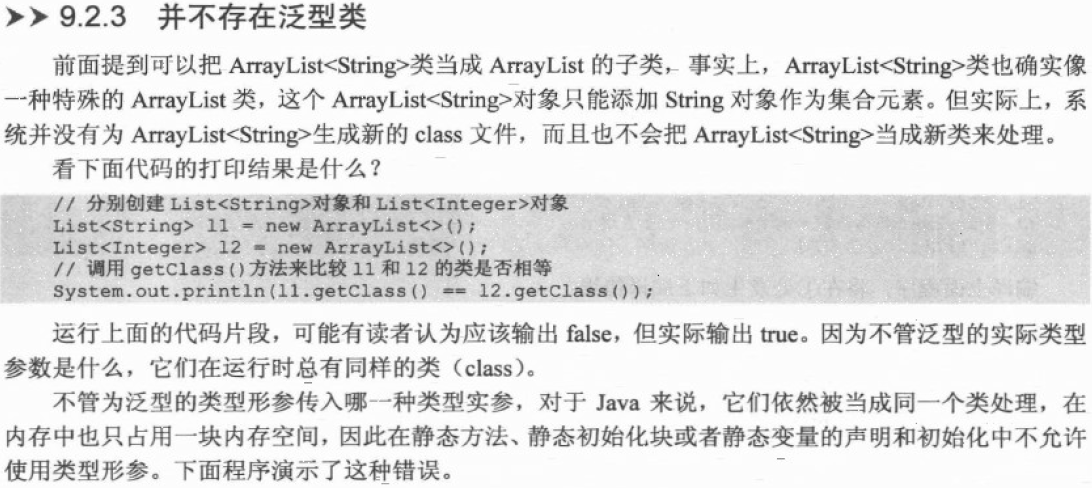 ➤➤ 9.2.3 并不存在泛型类
前面提到可以把 ArrayList<String>类当成 ArrayList 的子类，事实上，ArrayList<String>类也确实像
一种特殊的 ArrayList 类，这个 ArrayList<String>对象只能添加 String 对象作为集合元素。但实际上，系
统并没有为 ArrayList<String>生成新的 class 文件，而且也不会把 ArrayList<String>当成新类来处理。
看下面代码的打印结果是什么？
// 分别创建 List<String>对象和 List<Integer>对象
List<String> l1 = new ArrayList<>();
List<Integer> l2 = new ArrayList<>();
// 调用 getClass()方法来比较 l1 和 l2 的类是否相等
System.out.println(l1.getClass() == l2.getClass());
运行上面的代码片段，可能有读者认为应该输出 false，但实际输出 true。因为不管泛型的实际类型
参数是什么，它们在运行时总有同样的类（class）。
不管为泛型的类型形参传入哪一种类型实参，对于 Java 来说，它们依然被当成同一个类处理，在
内存中也只占用一块内存空间，因此在静态方法、静态初始化块或者静态变量的声明和初始化中不允许
使用类型形参。下面程序演示了这种错误。